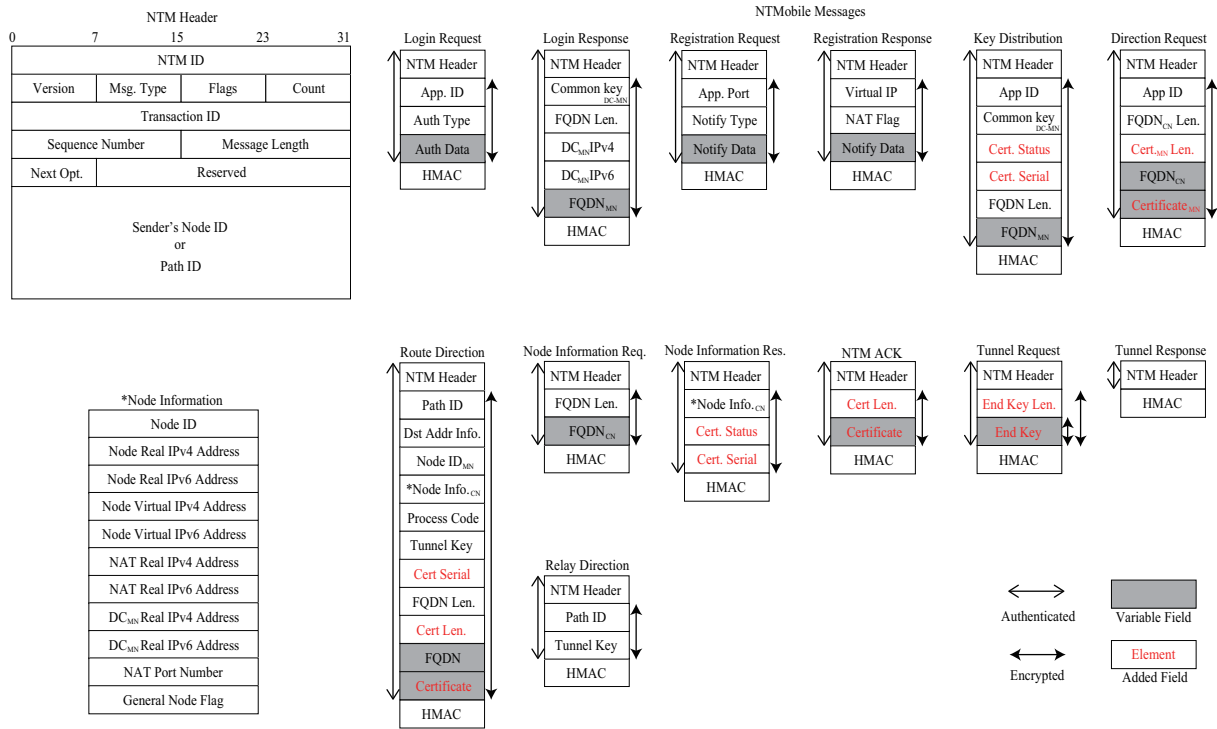 NTM Header
0 7 15 23 31
NTM ID
Version Msg. Type Flags Count
Transaction ID
Sequence Number Message Length
Next Opt. Reserved
Sender's Node ID
or
Path ID
NTMobile Messages
Login Request
NTM Header
App. ID
Auth Type
Auth Data
HMAC
Login Response
NTM Header
Common key DC-MN
FQDN Len.
DCMN IPv4
DCMN IPv6
FQDN MN
HMAC
Registration Request
NTM Header
App. Port
Notify Type
Notify Data
HMAC
Registration Response
NTM Header
Virtual IP
NAT Flag
Notify Data
HMAC
Key Distribution
NTM Header
App ID
Common key DC-MN
Cert. Status
Cert. Serial
FQDN Len.
FQDN MN
HMAC
Direction Request
NTM Header
App ID
FQDNCN Len.
Cert.MN Len.
FQDNCN
Certificate MN
HMAC
*Node Information
Node ID
Node Real IPv4 Address
Node Real IPv6 Address
Node Virtual IPv4 Address
Node Virtual IPv6 Address
NAT Real IPv4 Address
NAT Real IPv6 Address
DCMN Real IPv4 Address
DCMN Real IPv6 Address
NAT Port Number
General Node Flag
Route Direction
NTM Header
Path ID
Dst Addr Info.
Node IDMN
*Node Info.CN
Process Code
Tunnel Key
Cert Serial
FQDN Len.
Cert Len.
FQDN
Certificate
HMAC
Node Information Req.
NTM Header
FQDN Len.
FQDNCN
HMAC
Node Information Res.
NTM Header
*Node Info.CN
Cert. Status
Cert. Serial
HMAC
NTM ACK
NTM Header
Cert Len.
Certificate
HMAC
Tunnel Request
NTM Header
End Key Len.
End Key
HMAC
Tunnel Response
NTM Header
HMAC
Relay Direction
NTM Header
Path ID
Tunnel Key
HMAC
Authenticated
Variable Field
Encrypted
Element
Added Field